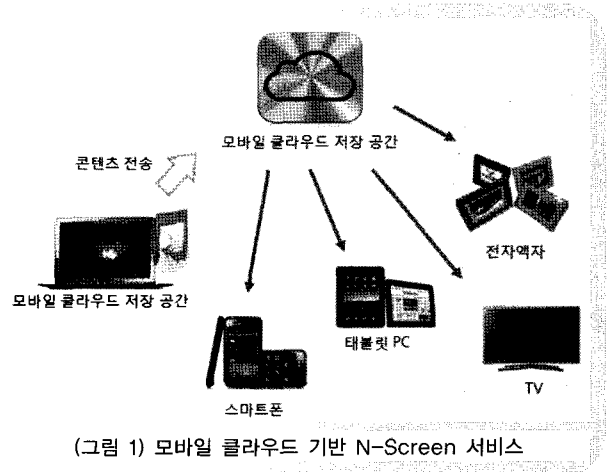 모바일 클라우드 저장 공간
콘텐츠 전송
전자액자
모바일 클라우드 저장 공간
태블릿 PC
TV
스마트폰
(그림 1) 모바일 클라우드 기반 N-Screen 서비스